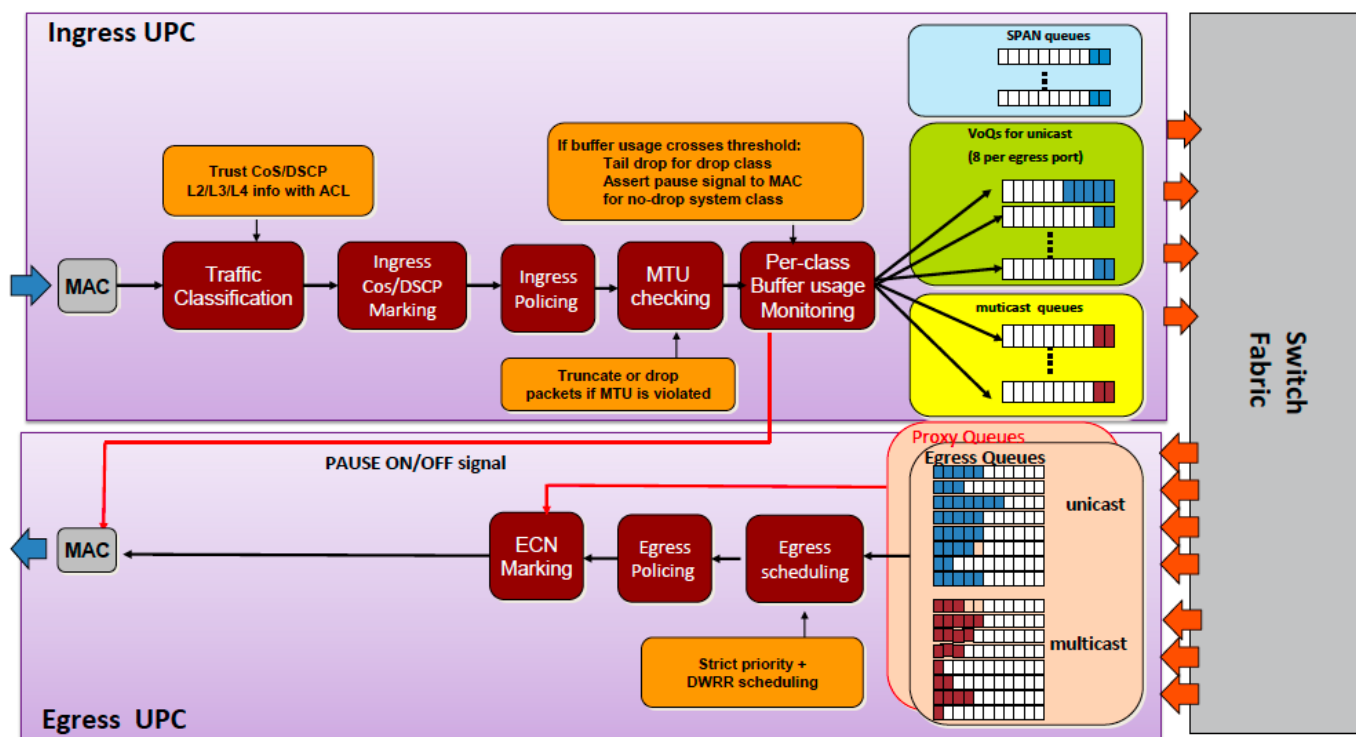 Ingress UPC
SPAN queues
VoQs for unicast
(8 per egress port)
If buffer usage crosses threshold:
Tail drop for drop class
Assert pause signal to MAC
for no-drop system class
Trust CoS/DSCP
L2/L3/L4 info with ACL
MAC
Traffic
Classification
Ingress
Cos/DSCP
Marking
Ingress
Policing
MTU
checking
Per-class
Buffer usage
Monitoring
muticast queues
Truncate or drop
packets if MTU is violated
Switch
Fabric
Proxy Queues
Egress Queues
PAUSE ON/OFF signal
unicast
MAC
ECN
Marking
Egress
Policing
Egress
scheduling
multicast
Strict priority +
DWRR scheduling
Egress UPC